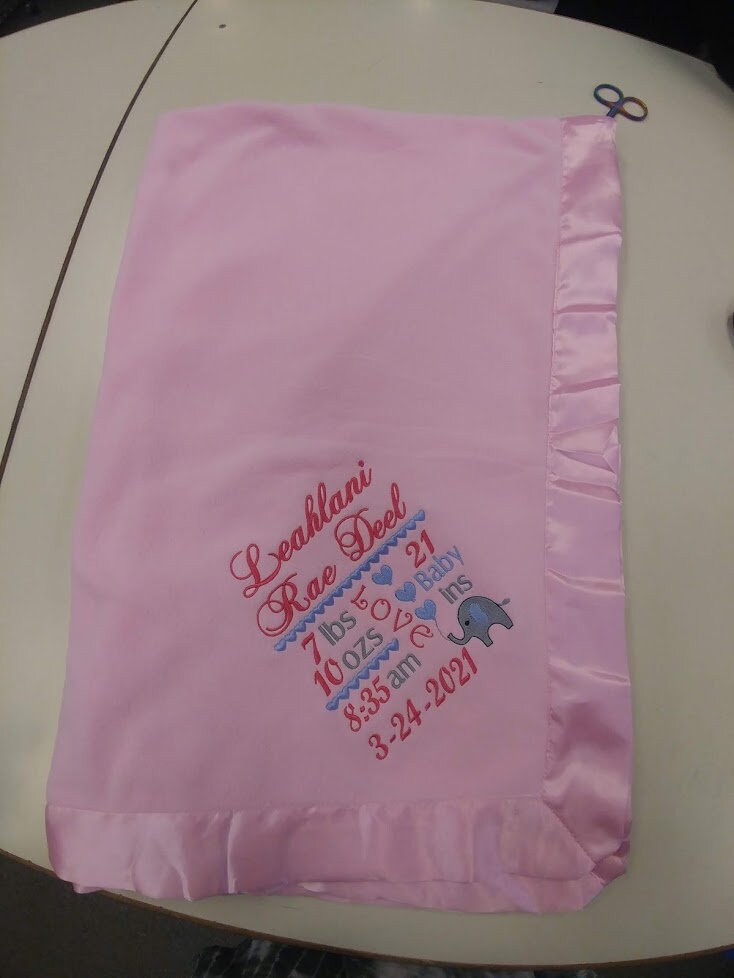 Leahlani
Rae Deel
7 lbs
10 ozs
Love
21
Baby
ins
8:35 am
3-24-2021